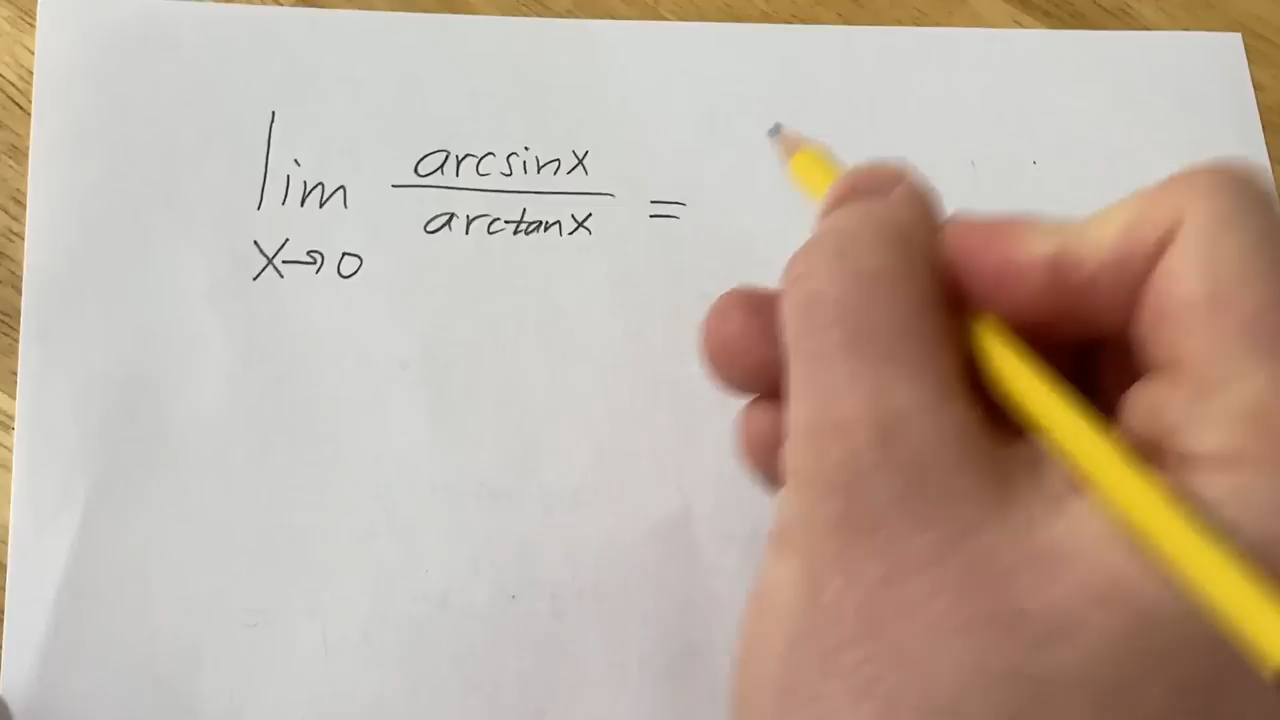 lim arcsinx / arctanx =
x→0